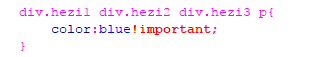 div.hezi1 div.hezi2 div.hezi3 p{
    color:blue!important;
}